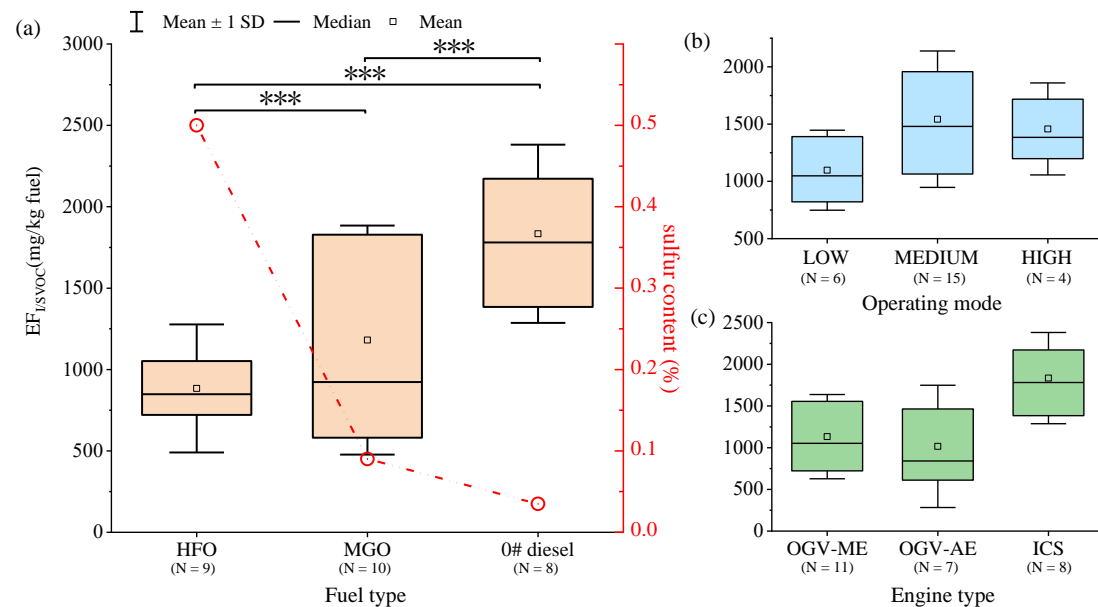 (a)
Mean ± 1 SD
Median
Mean
3000
2500
2000
1500
1000
500
0
EF_I/SVOC(mg/kg fuel)
***
***
***
0.5
0.4
0.3
0.2
0.1
0.0
sulfur content (%)
HFO
MGO
0# diesel
(N = 9)
(N = 10)
(N = 8)
Fuel type
(b)
2000
1500
1000
500
LOW
MEDIUM
HIGH
(N = 6)
(N = 15)
(N = 4)
Operating mode
(c)
2500
2000
1500
1000
500
0
OGV-ME
OGV-AE
ICS
(N = 11)
(N = 7)
(N = 8)
Engine type